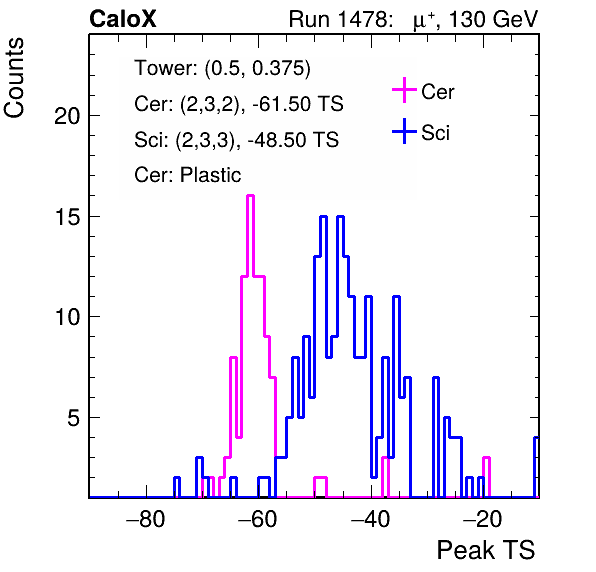 CaloX Run 1478: μ⁺, 130 GeV
Counts
Tower: (0.5, 0.375)
Cer: (2,3,2), -61.50 TS
Sci: (2,3,3), -48.50 TS
Cer: Plastic
Cer
Sci
20
15
10
5
−80 −60 −40 −20
Peak TS